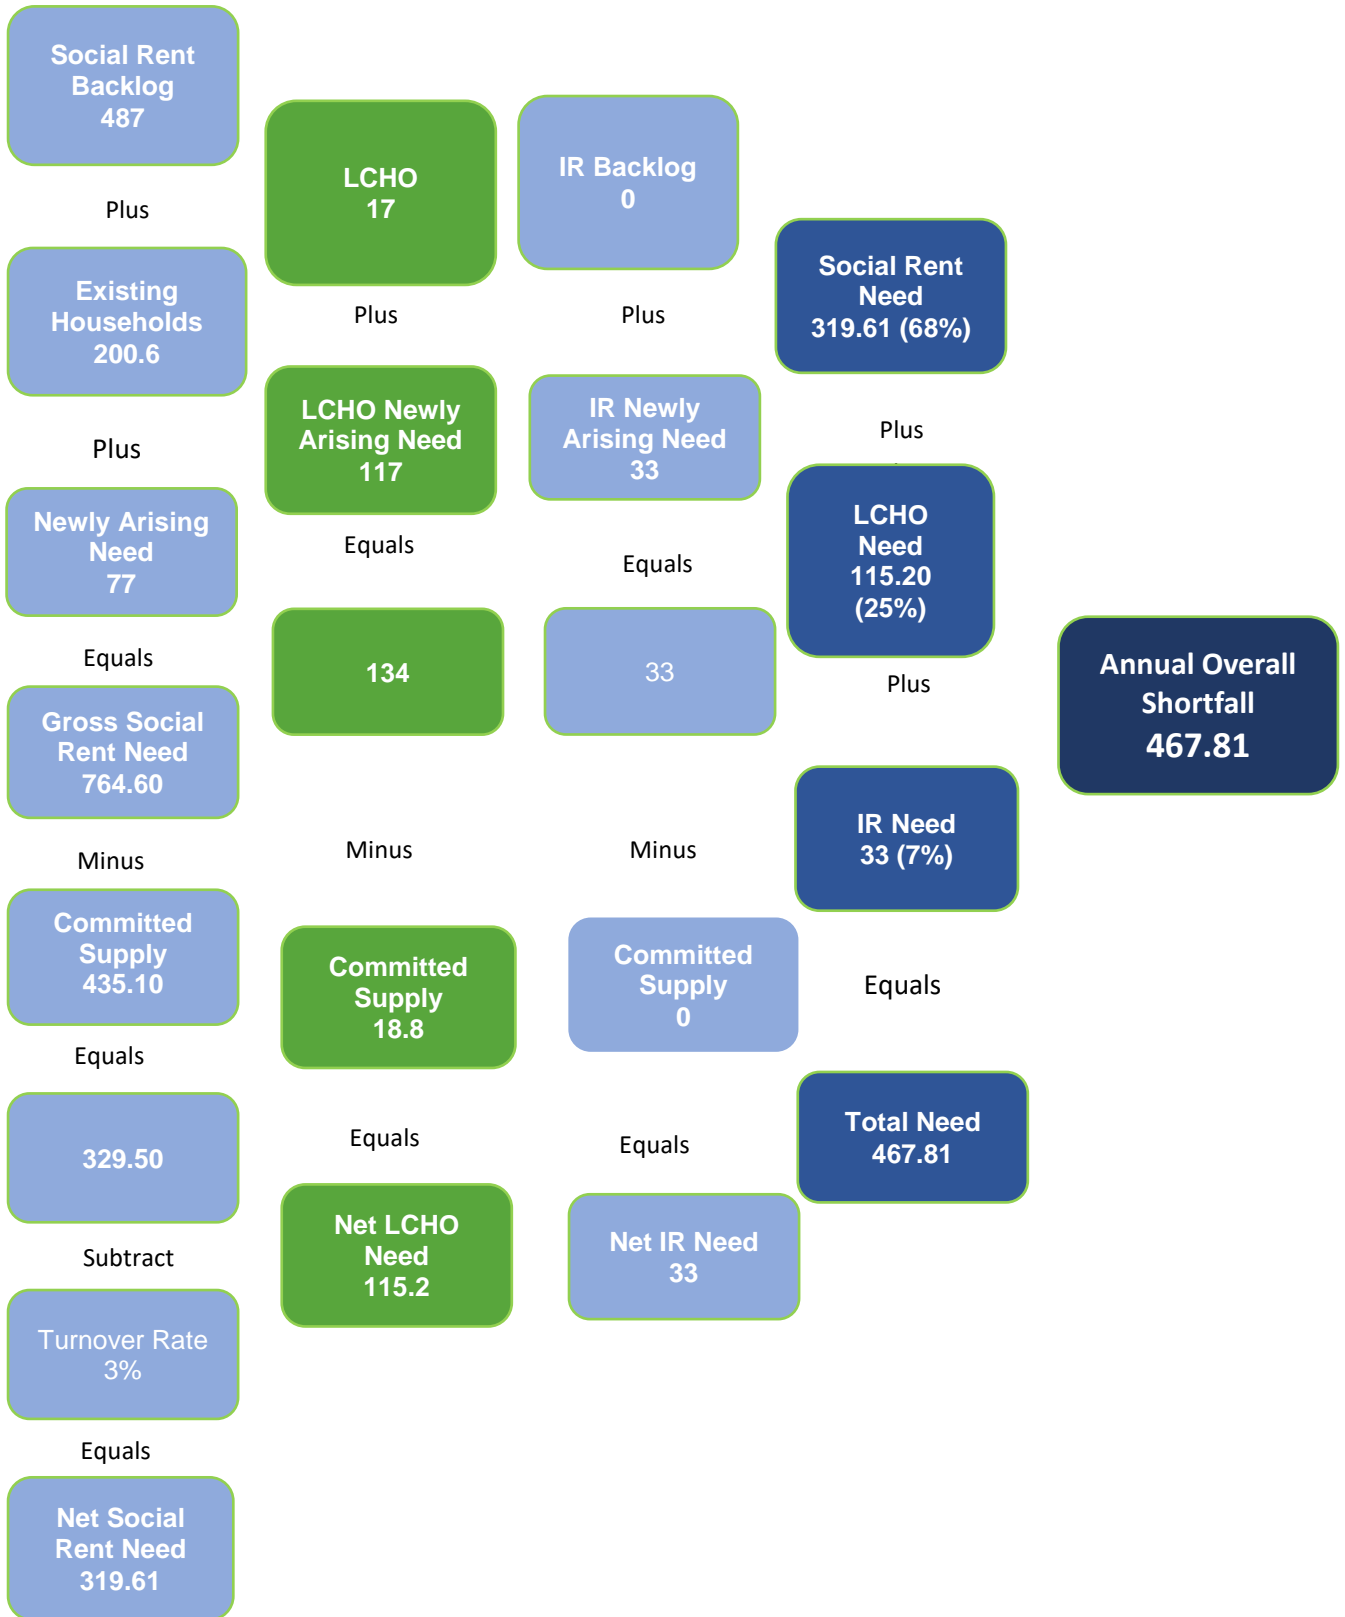 Social Rent
Backlog
487
Plus
Existing
Households
200.6
Plus
Newly Arising
Need
77
Equals
Gross Social
Rent Need
764.60
Minus
Committed
Supply
435.10
Equals
329.50
Subtract
Turnover Rate
3%
Equals
Net Social
Rent Need
319.61
LCHO
17
Plus
LCHO Newly
Arising Need
117
Equals
134
Minus
Committed
Supply
18.8
Equals
Net LCHO
Need
115.2
IR Backlog
0
Plus
IR Newly
Arising Need
33
Equals
33
Minus
Committed
Supply
0
Equals
Net IR Need
33
Social Rent
Need
319.61 (68%)
Plus
LCHO
Need
115.20
(25%)
Plus
IR Need
33 (7%)
Equals
Total Need
467.81
Annual Overall
Shortfall
467.81